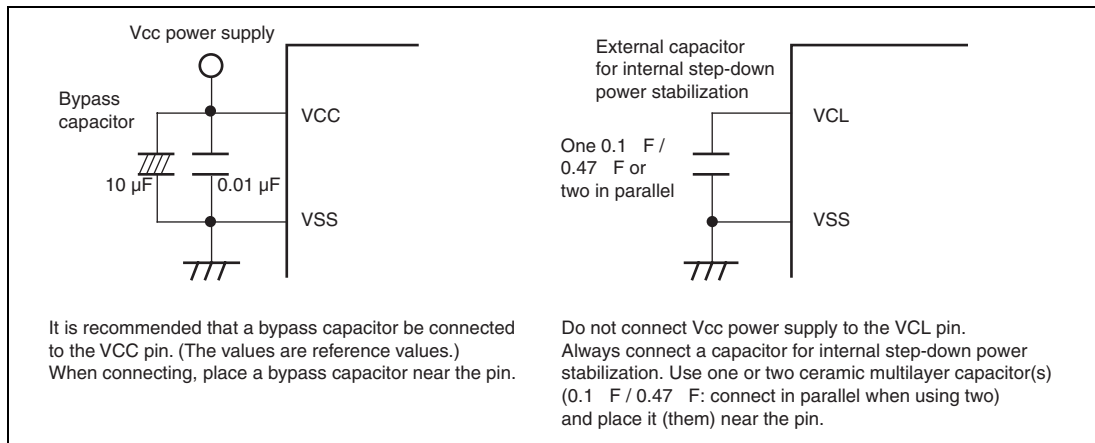 Vcc power supply
Bypass
capacitor
VCC
10 µF
0.01 µF
VSS
It is recommended that a bypass capacitor be connected
to the VCC pin. (The values are reference values.)
When connecting, place a bypass capacitor near the pin.
External capacitor
for internal step-down
power stabilization
VCL
One 0.1 F /
0.47 F or
two in parallel
VSS
Do not connect Vcc power supply to the VCL pin.
Always connect a capacitor for internal step-down power
stabilization. Use one or two ceramic multilayer capacitor(s)
(0.1 F / 0.47 F: connect in parallel when using two)
and place it (them) near the pin.